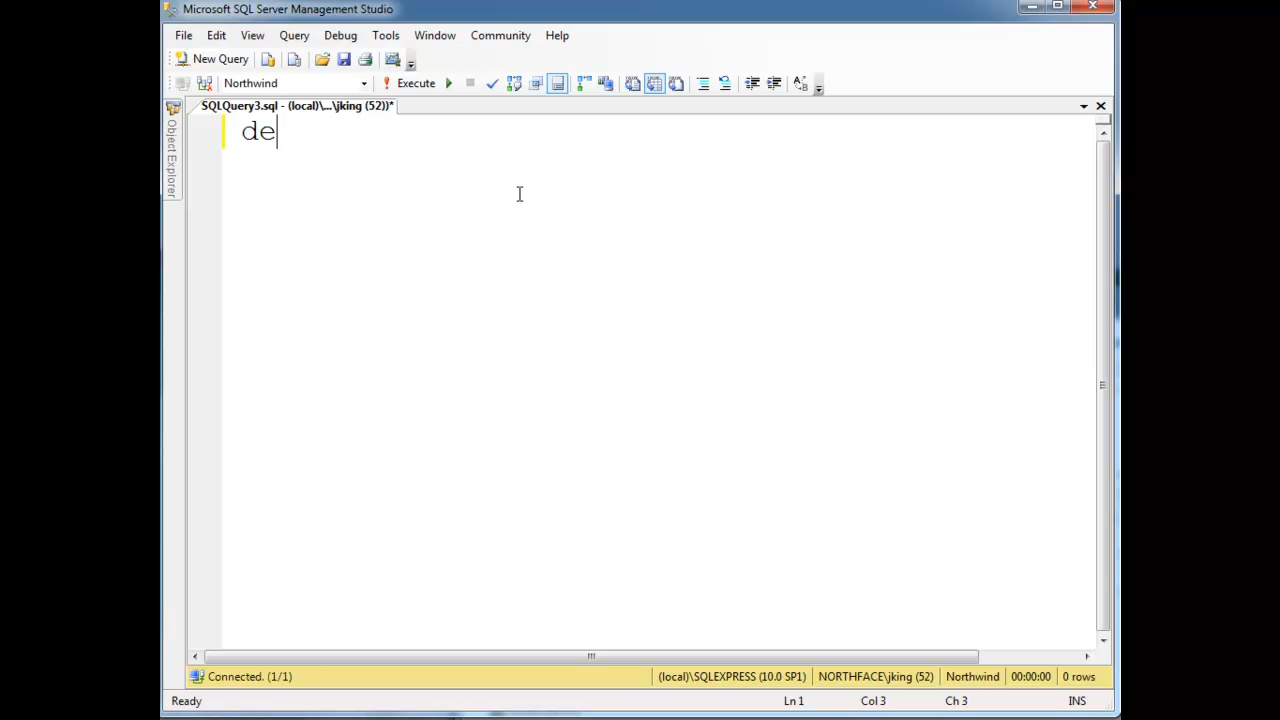 Microsoft SQL Server Management Studio
File Edit View Query Debug Tools Window Community Help
New Query
Northwind Execute
SQLQuery3.sql - (local)\...\jking (52))*
Object Explorer
de
Connected. (1/1) (local)\SQLEXPRESS (10.0 SP1) NORTHFACE\jking (52) Northwind 00:00:00 0 rows
Ready Ln 1 Col 3 Ch 3 INS